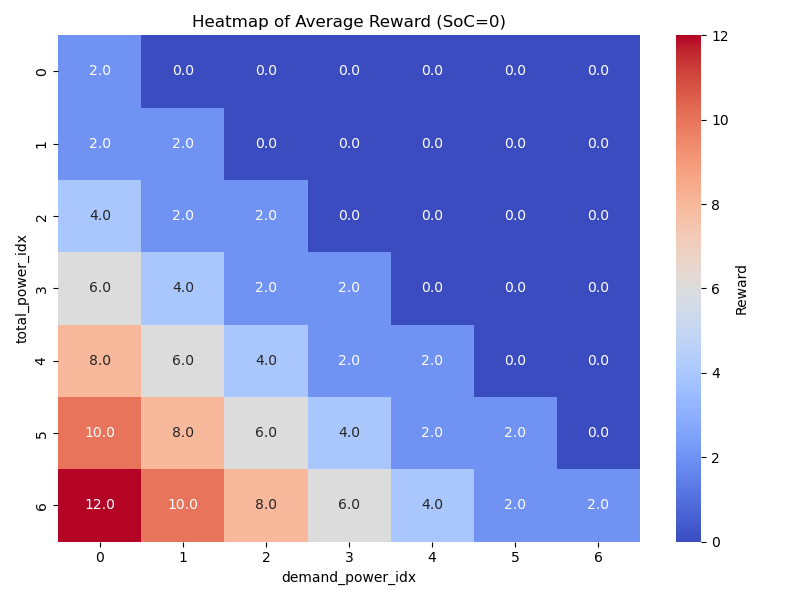 Heatmap of Average Reward (SoC=0)
0 2.0 0.0 0.0 0.0 0.0 0.0 0.0
1 2.0 2.0 0.0 0.0 0.0 0.0 0.0
2 4.0 2.0 2.0 0.0 0.0 0.0 0.0
3 6.0 4.0 2.0 2.0 0.0 0.0 0.0
4 8.0 6.0 4.0 2.0 2.0 0.0 0.0
5 10.0 8.0 6.0 4.0 2.0 2.0 0.0
6 12.0 10.0 8.0 6.0 4.0 2.0 2.0
0 1 2 3 4 5 6
demand_power_idx
total_power_idx
12
10
8
6
4
2
0
Reward